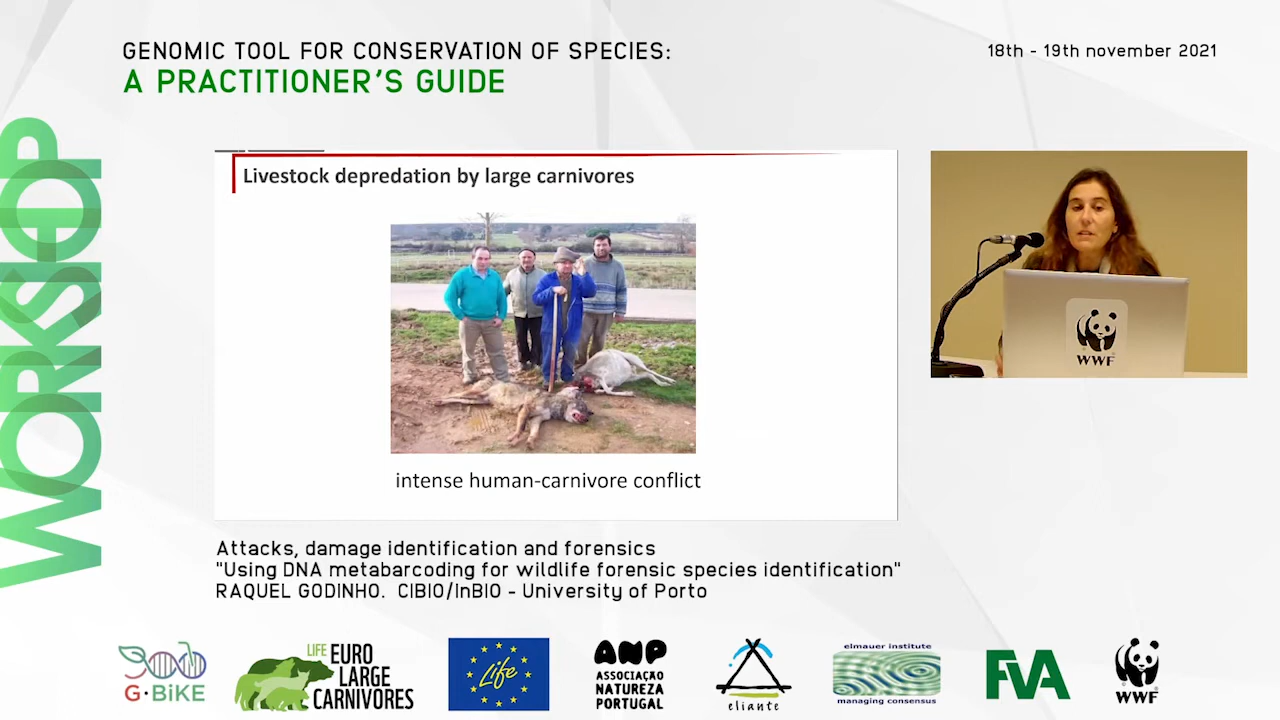 GENOMIC TOOL FOR CONSERVATION OF SPECIES:
A PRACTITIONER'S GUIDE
18th - 19th november 2021
WORKSHOP
Livestock depredation by large carnivores
intense human-carnivore conflict
WWF
Attacks, damage identification and forensics
"Using DNA metabarcoding for wildlife forensic species identification"
RAQUEL GODINHO. CIBIO/InBIO - University of Porto
G·BiKE
LIFE EURO
LARGE
CARNIVORES
Life
ANP
ASSOCIAÇÃO
NATUREZA
PORTUGAL
eliante
elmauer institute
managing consensus
FVA
WWF